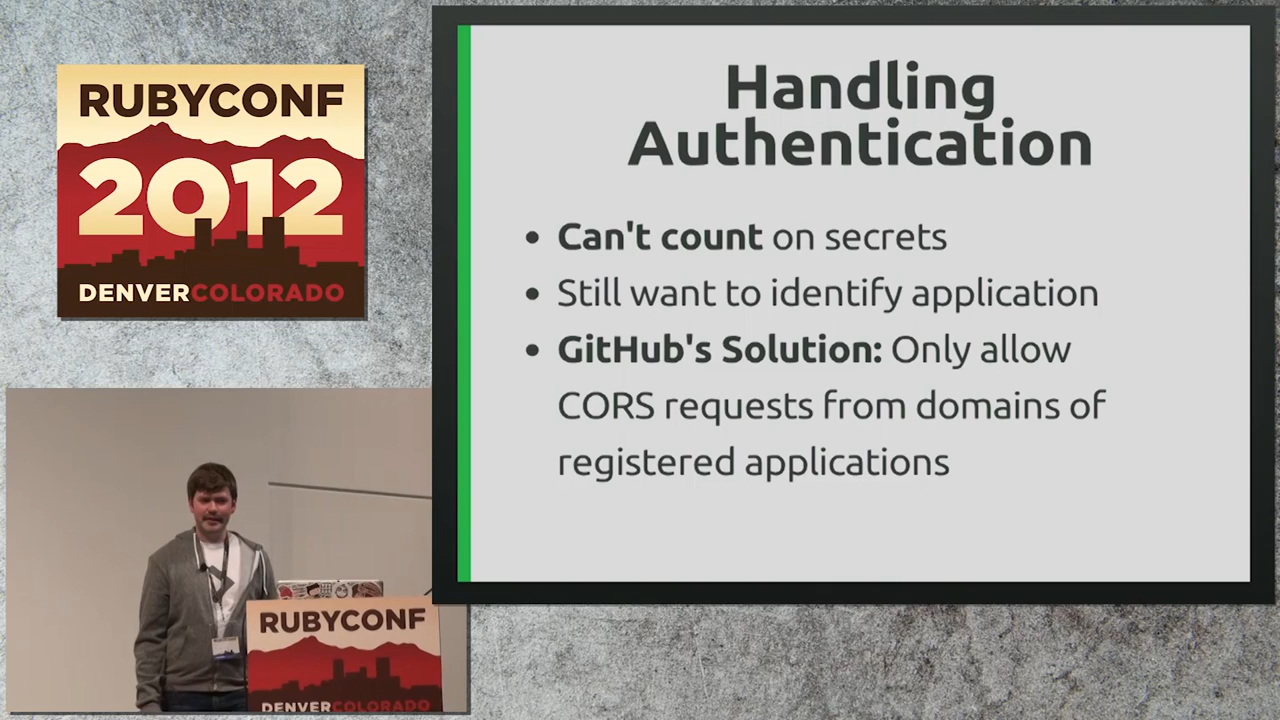 RUBYCONF
2012
DENVERCOLORADO
Handling
Authentication
• Can't count on secrets
• Still want to identify application
• GitHub's Solution: Only allow
CORS requests from domains of
registered applications
RUBYCONF
DENVERCOLORADO